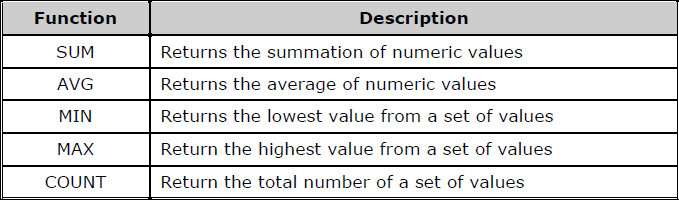 Function Description
SUM Returns the summation of numeric values
AVG Returns the average of numeric values
MIN Returns the lowest value from a set of values
MAX Return the highest value from a set of values
COUNT Return the total number of a set of values